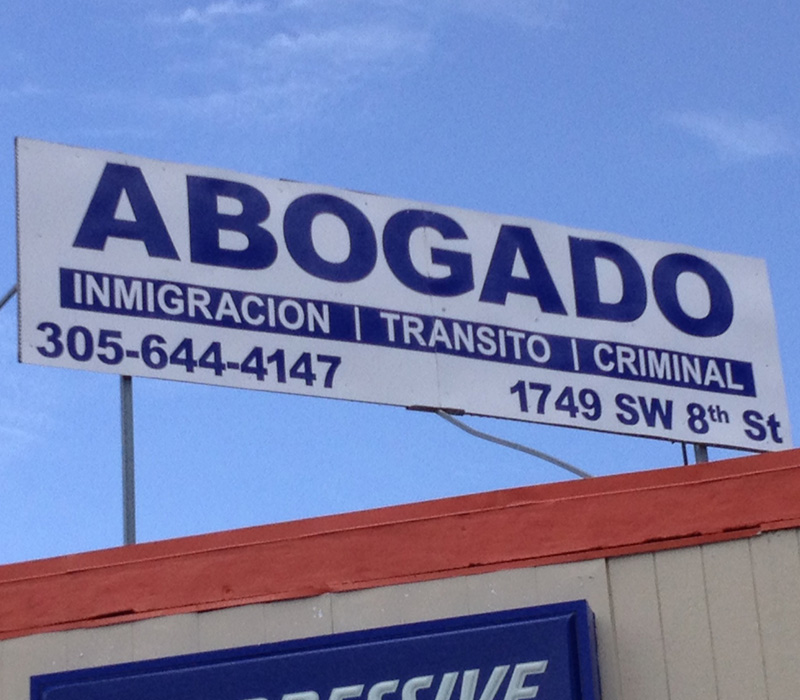 ABOGADO
INMIGRACION | TRANSITO | CRIMINAL
305-644-4147
1749 SW 8th St